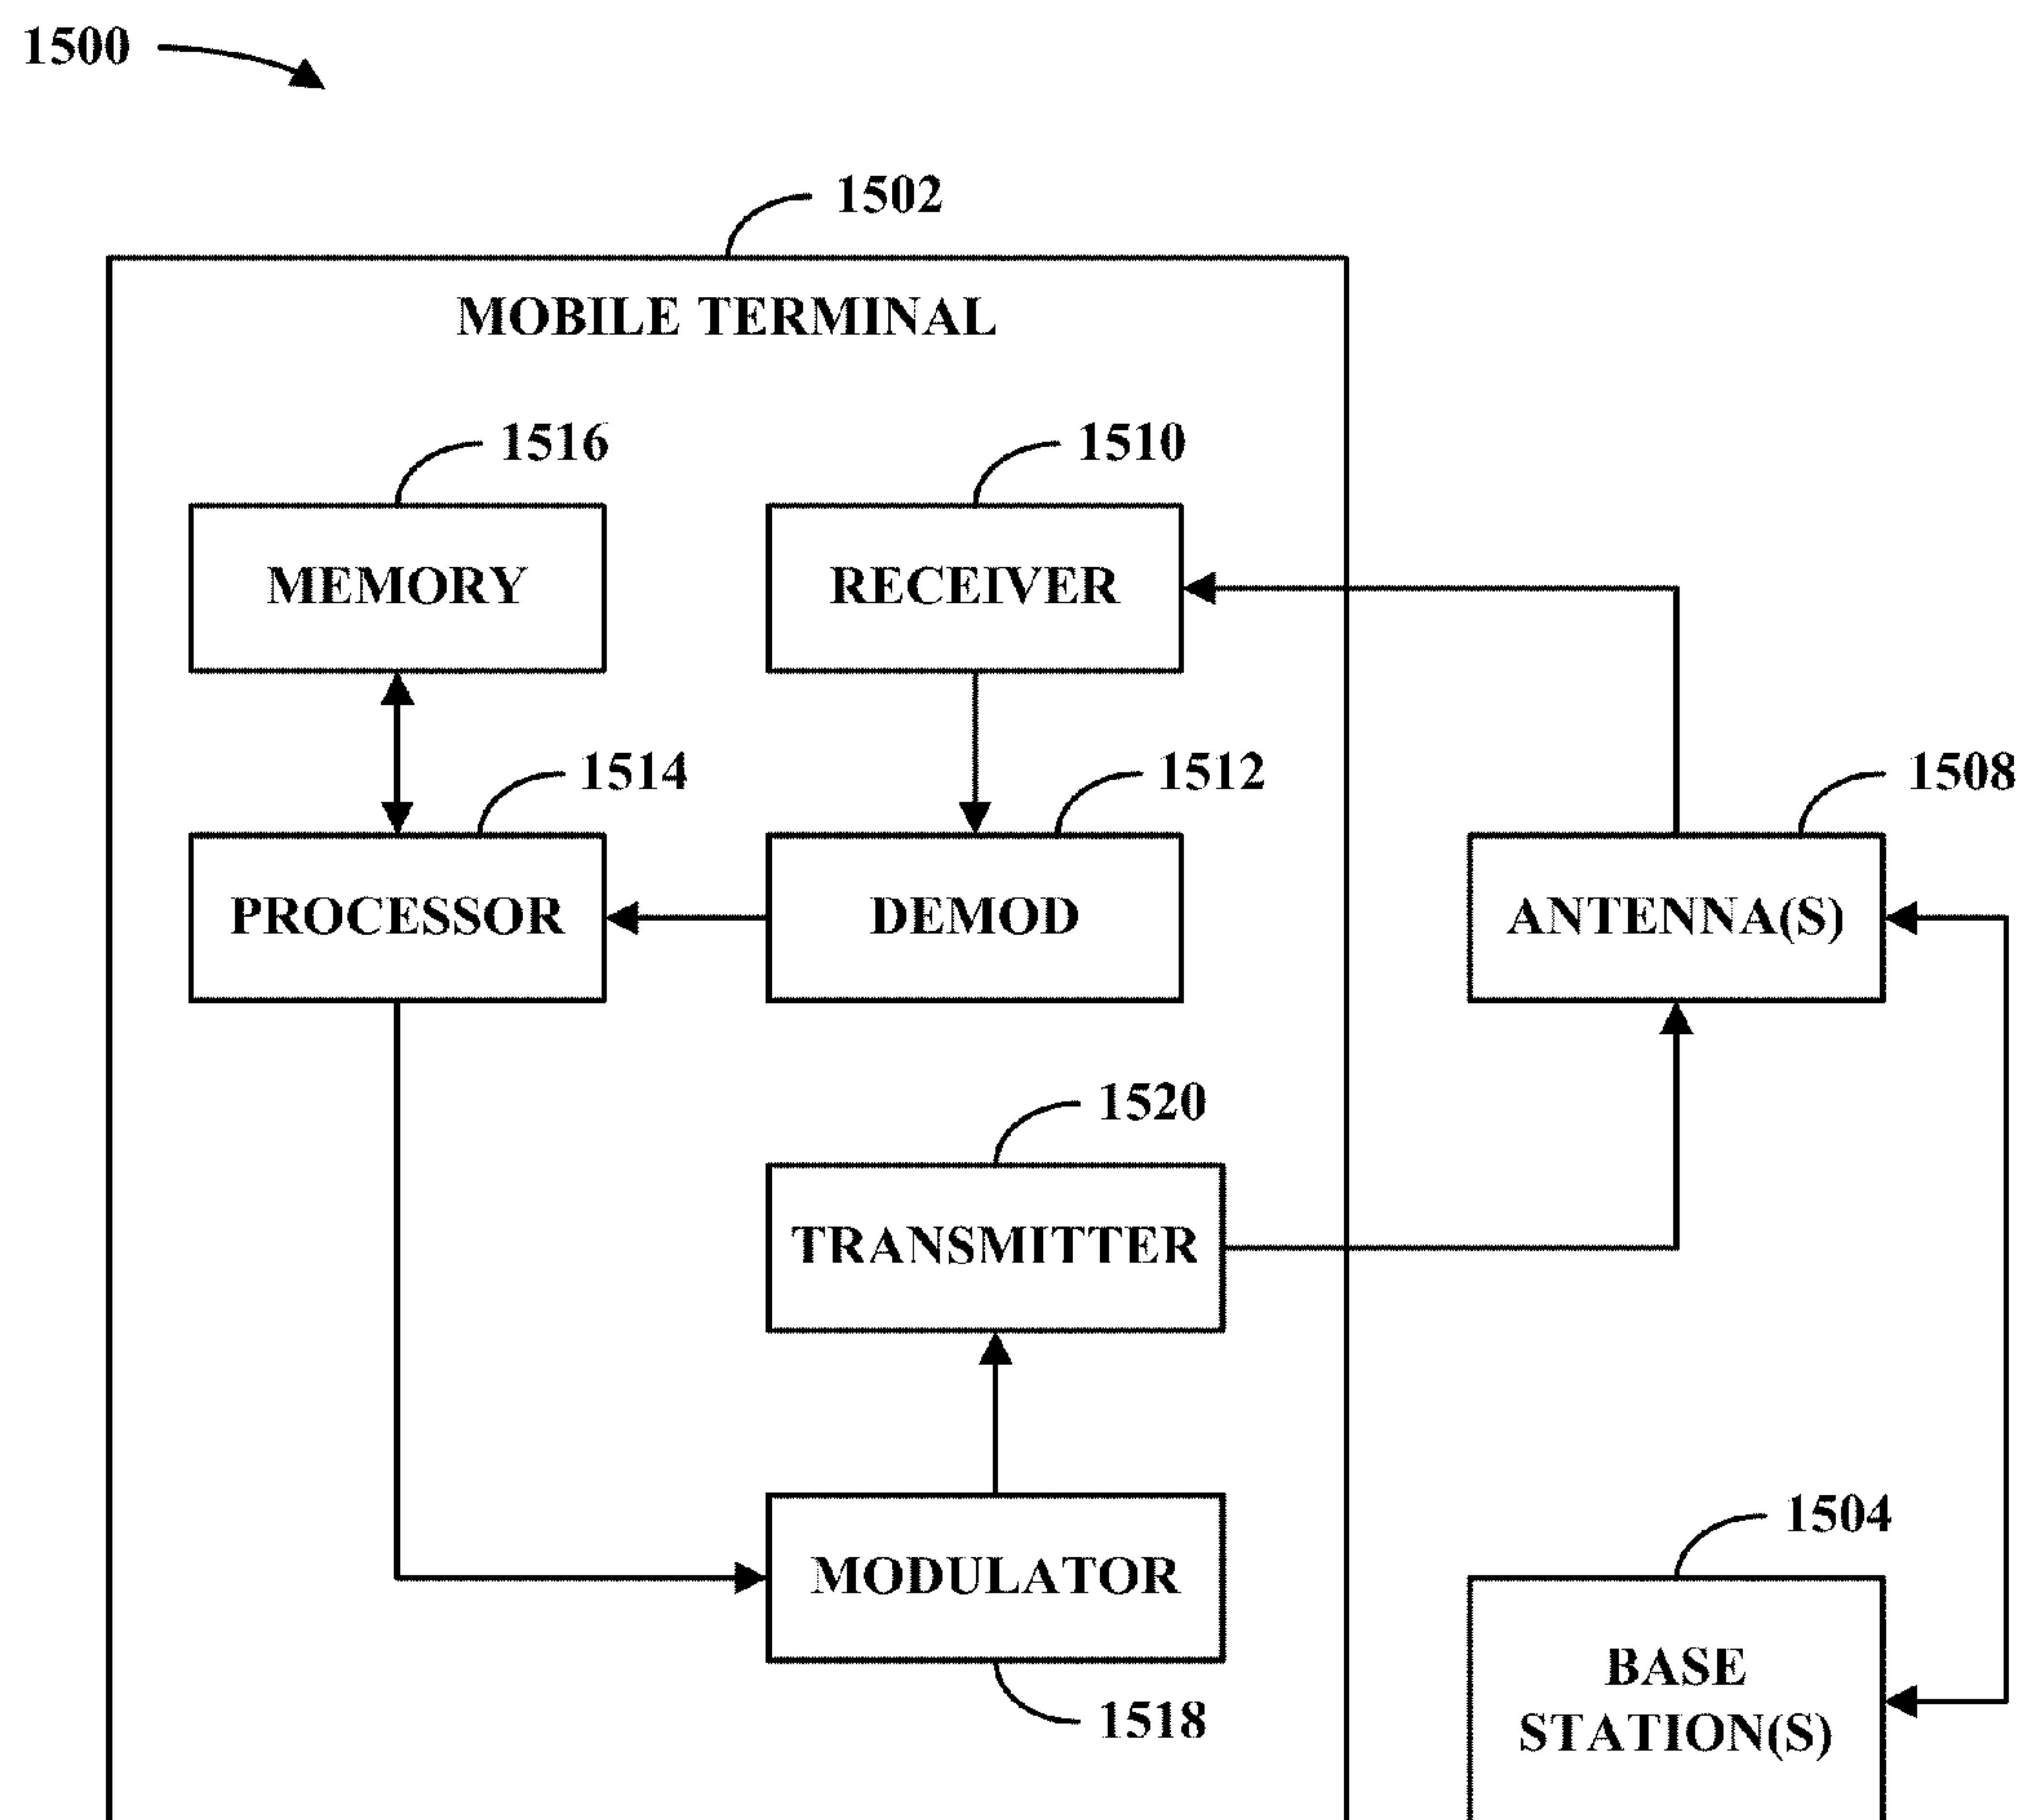 1500
1502
MOBILE TERMINAL
1516
1510
MEMORY
RECEIVER
1514
1512
1508
PROCESSOR
DEMOD
ANTENNA(S)
1520
TRANSMITTER
1504
MODULATOR
BASE
STATION(S)
1518